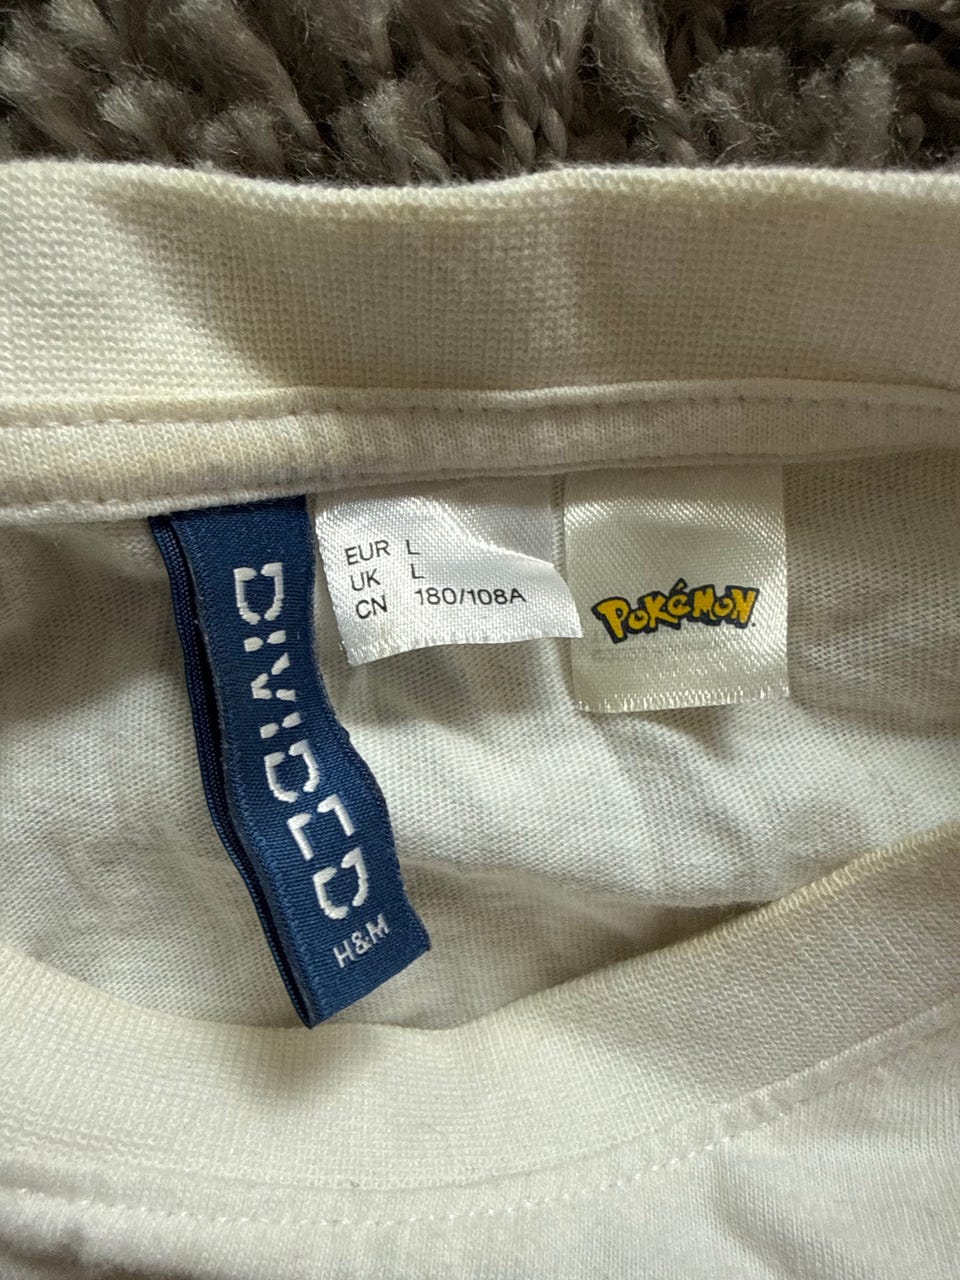 DIVIDED
H&M
EUR L
UK L
CN 180/108A
POKéMON